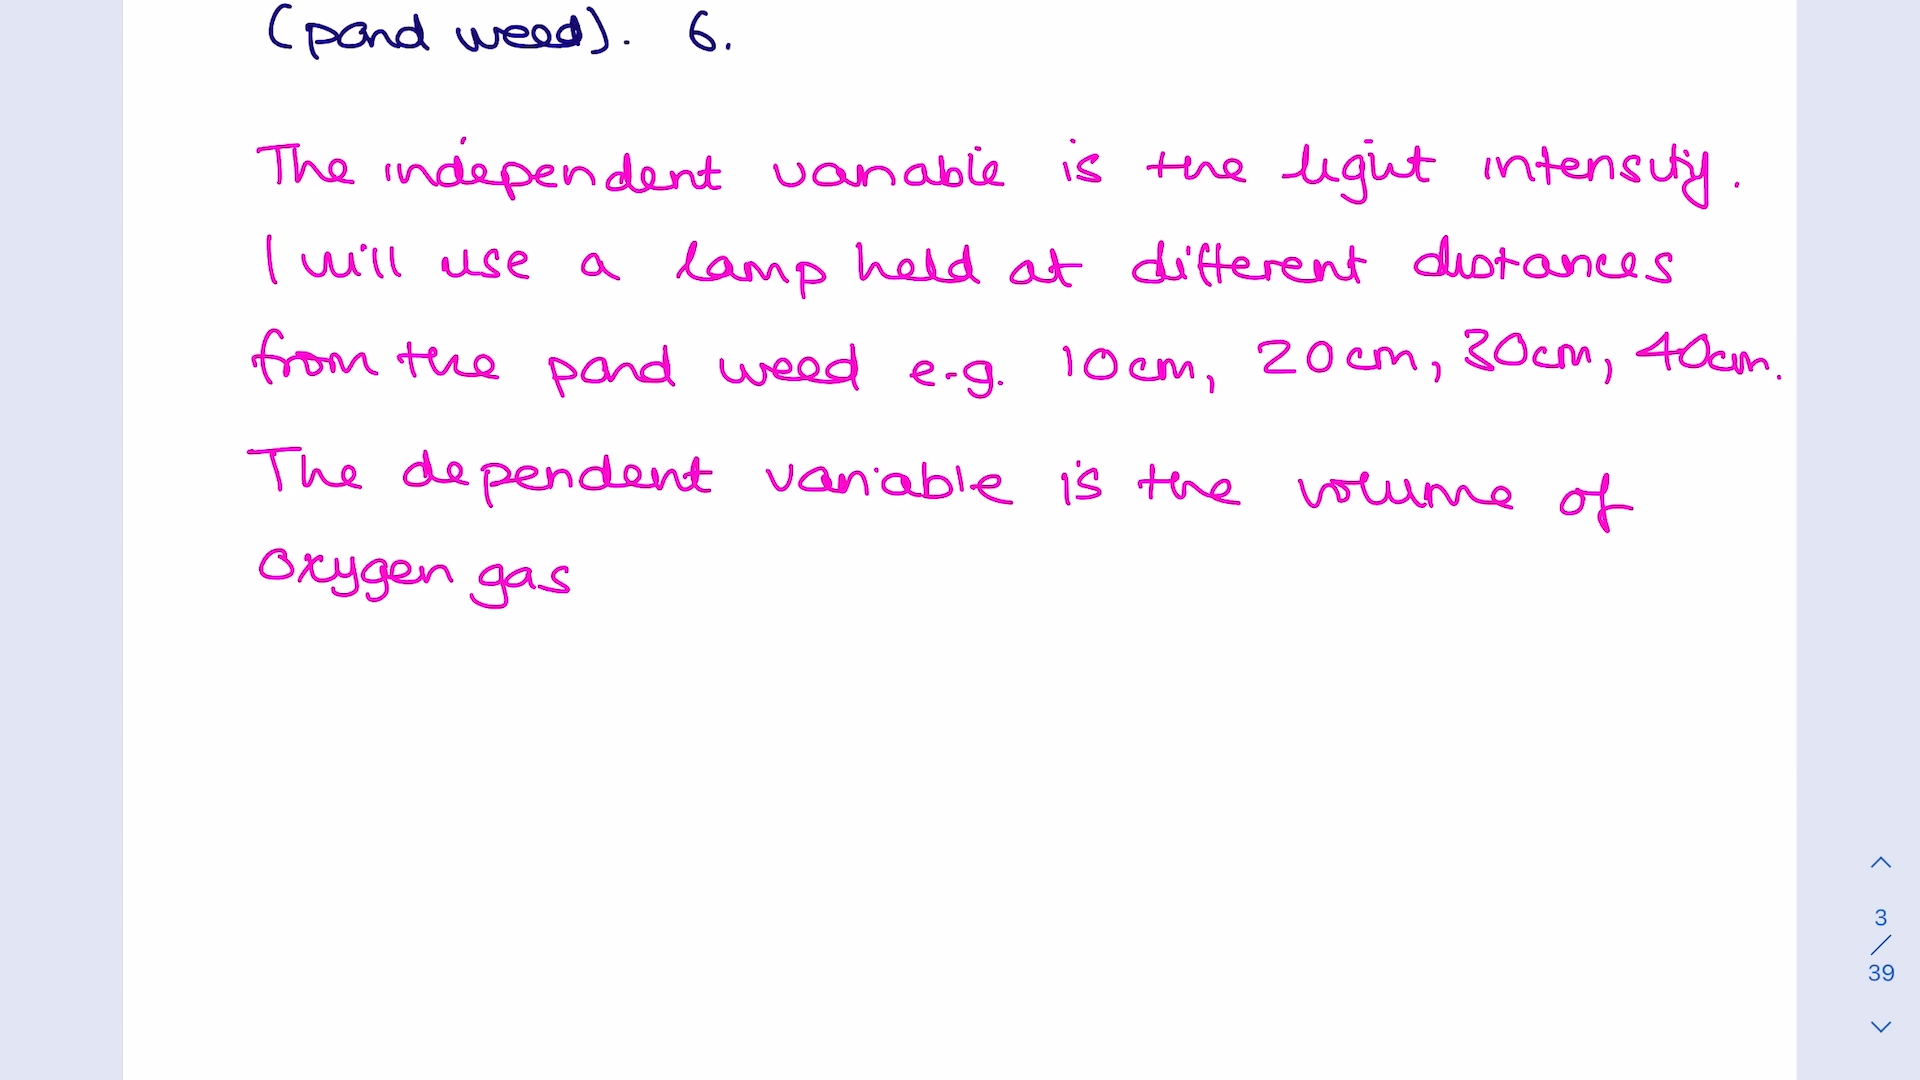 (pond weed). 6.
The independent variable is the light intensity.
I will use a lamp held at different distances
from the pond weed e.g. 10cm, 20cm, 30cm, 40cm.
The dependent variable is the volume of
oxygen gas
3
/
39